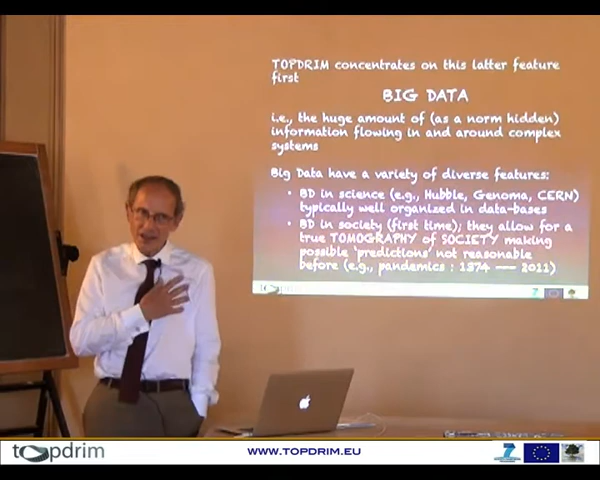 TOPDRIM concentrates on this latter feature
first
BIG DATA
i.e., the huge amount of (as a norm hidden)
information flowing in and around complex
systems
Big Data have a variety of diverse features:
• BD in science (e.g., Hubble, Genoma, CERN)
typically well organized in data-bases
• BD in society (first time); they allow for a
true TOMOGRAPHY of SOCIETY making
possible 'predictions' not reasonable
before (e.g., pandemics : 1874 — 2011)
topdrim
WWW.TOPDRIM.EU